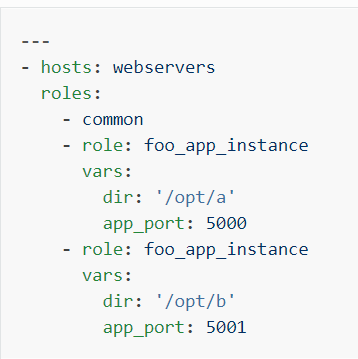 ---
- hosts: webservers
  roles:
    - common
    - role: foo_app_instance
      vars:
        dir: '/opt/a'
        app_port: 5000
    - role: foo_app_instance
      vars:
        dir: '/opt/b'
        app_port: 5001